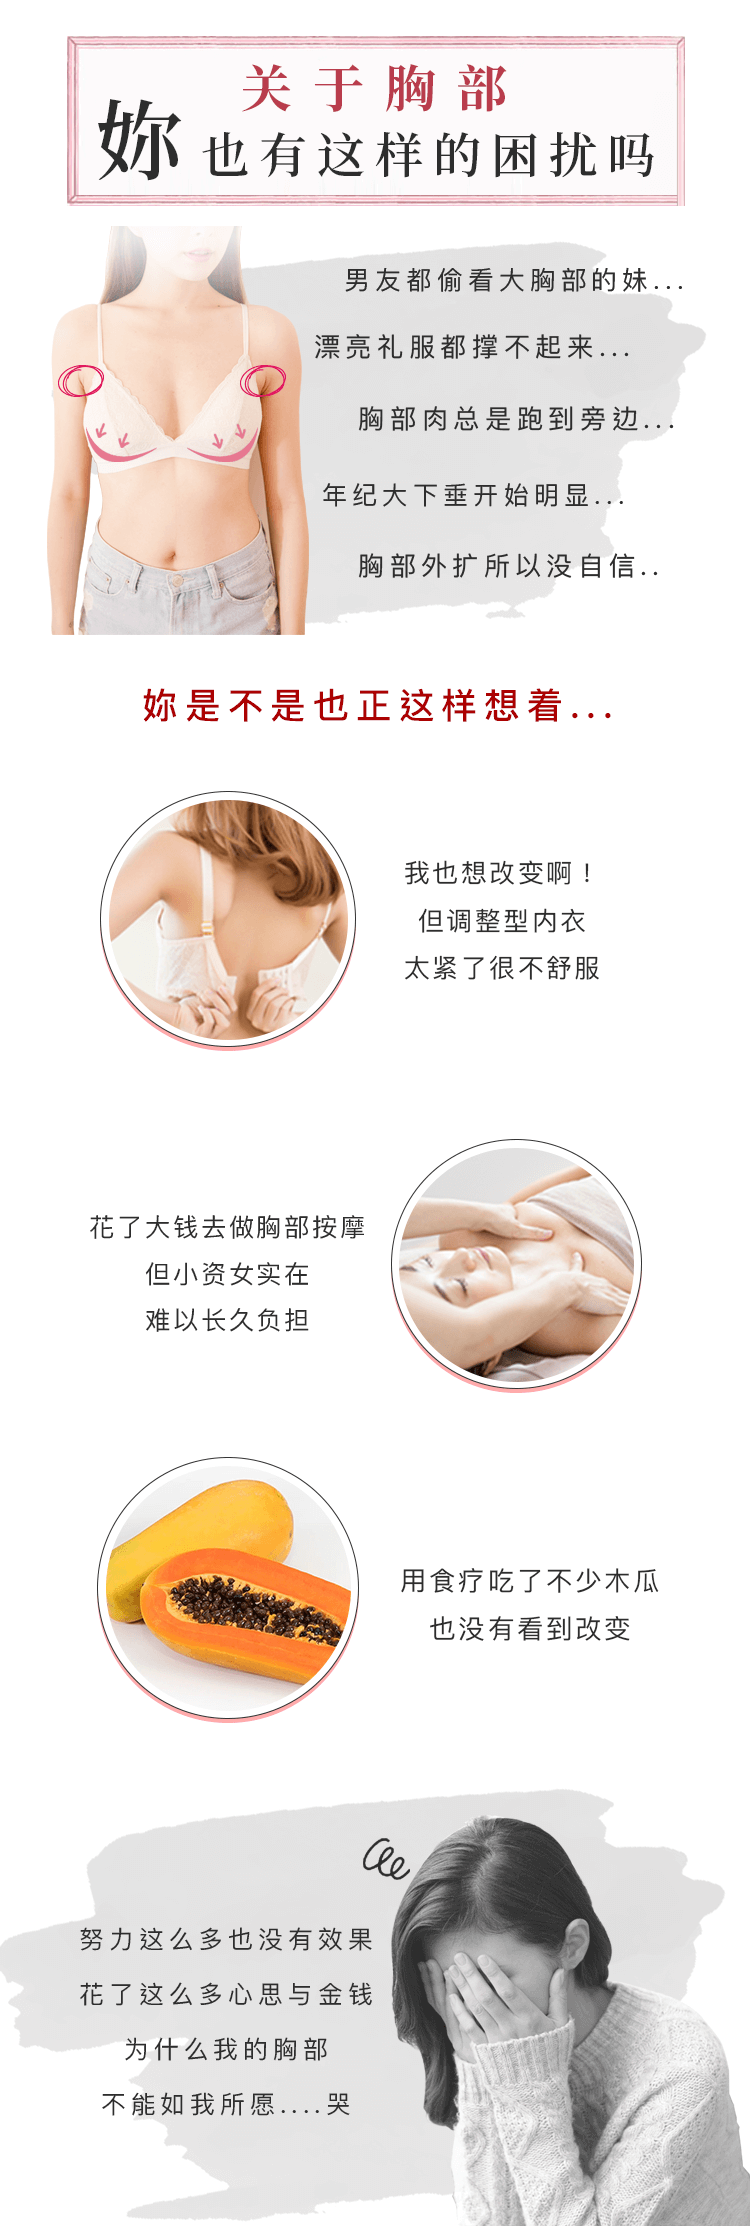 关于胸部
妳也有这样的困扰吗
男友都偷看大胸部的妹...
漂亮礼服都撑不起来...
胸部肉总是跑到旁边...
年纪大下垂开始明显...
胸部外扩所以没自信..
妳是不是也正这样想着...
我也想改变啊！
但调整型内衣
太紧了很不舒服
花了大钱去做胸部按摩
但小资女实在
难以长久负担
用食疗吃了不少木瓜
也没有看到改变
努力这么多也没有效果
花了这么多心思与金钱
为什么我的胸部
不能如我所愿....哭